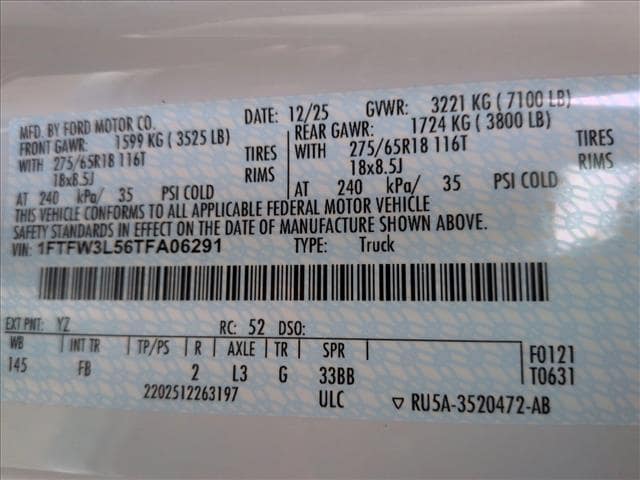 MFD. BY FORD MOTOR CO. DATE: 12/25 GVWR: 3221 KG ( 7100 LB)
FRONT GAWR: 1599 KG ( 3525 LB) REAR GAWR: 1724 KG ( 3800 LB)
WITH 275/65R18 116T TIRES WITH 275/65R18 116T TIRES
18x8.5J RIMS 18x8.5J RIMS
AT 240 kPa/ 35 PSI COLD AT 240 kPa/ 35 PSI COLD
THIS VEHICLE CONFORMS TO ALL APPLICABLE FEDERAL MOTOR VEHICLE
SAFETY STANDARDS IN EFFECT ON THE DATE OF MANUFACTURE SHOWN ABOVE.
VIN: 1FTFW3L56TFA06291 TYPE: Truck
EXT PNT: YZ RC: 52 DSO:
WB INT TR TP/PS R AXLE TR SPR F0121
145 FB 2 L3 G 33BB T0631
2202512263197 ULC ▽ RU5A-3520472-AB